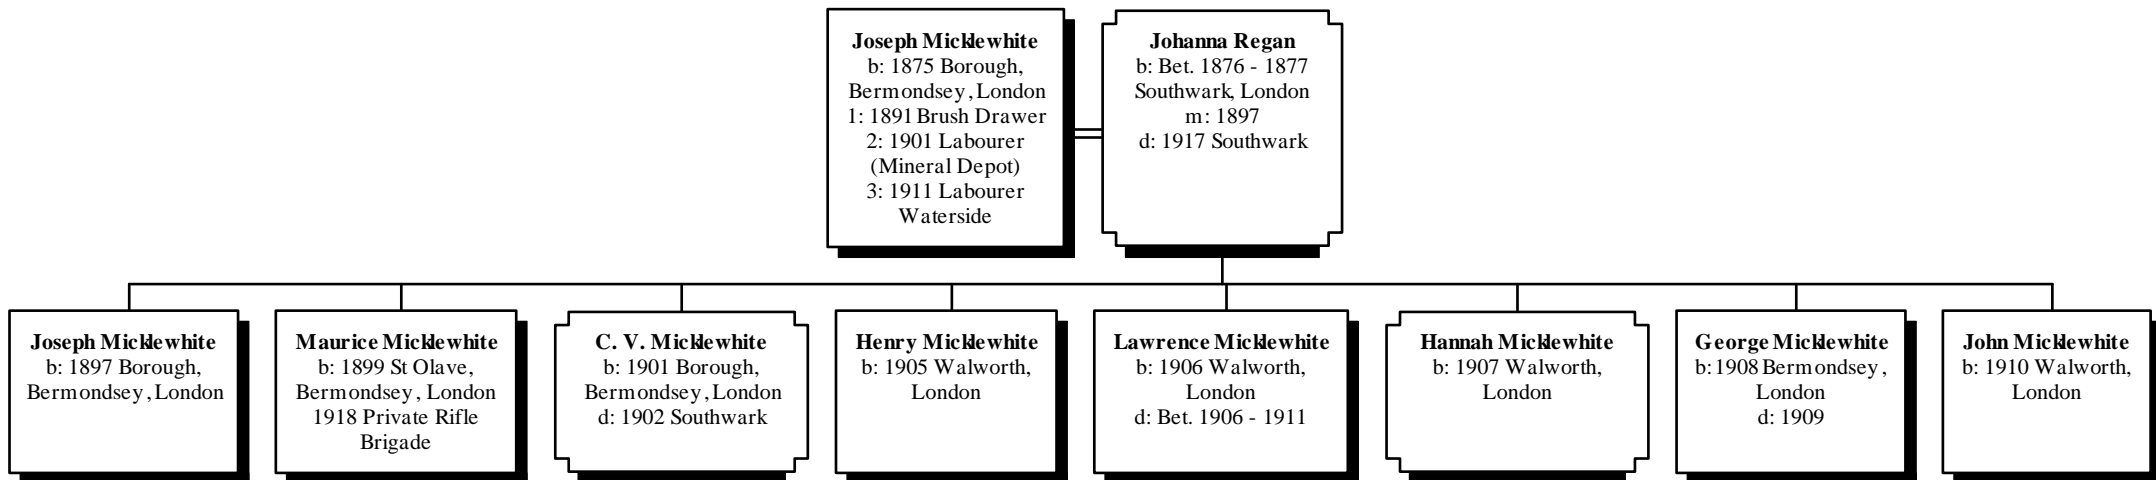 Joseph Micklewhite
b: 1875 Borough,
Bermondsey, London
1: 1891 Brush Drawer
2: 1901 Labourer
(Mineral Depot)
3: 1911 Labourer
Waterside
Johanna Regan
b: Bet. 1876 - 1877
Southwark, London
m: 1897
d: 1917 Southwark
Joseph Micklewhite
b: 1897 Borough,
Bermondsey, London
Maurice Micklewhite
b: 1899 St Olave,
Bermondsey, London
1918 Private Rifle
Brigade
C. V. Micklewhite
b: 1901 Borough,
Bermondsey, London
d: 1902 Southwark
Henry Micklewhite
b: 1905 Walworth,
London
Lawrence Micklewhite
b: 1906 Walworth,
London
d: Bet. 1906 - 1911
Hannah Micklewhite
b: 1907 Walworth,
London
George Micklewhite
b: 1908 Bermondsey,
London
d: 1909
John Micklewhite
b: 1910 Walworth,
London